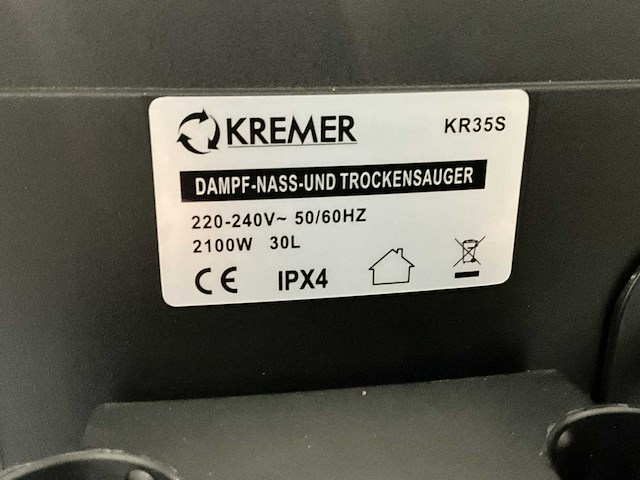 KREMER KR35S
DAMPF-NASS-UND TROCKENSAUGER
220-240V~ 50/60HZ
2100W 30L
CE IPX4